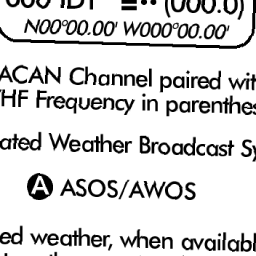 000 IDT (000.0)
N00°00.00' W000°00.00'
ACAN Channel paired wit
HF Frequency in parenthes
ated Weather Broadcast Sy
A ASOS/AWOS
ed weather, when availabl